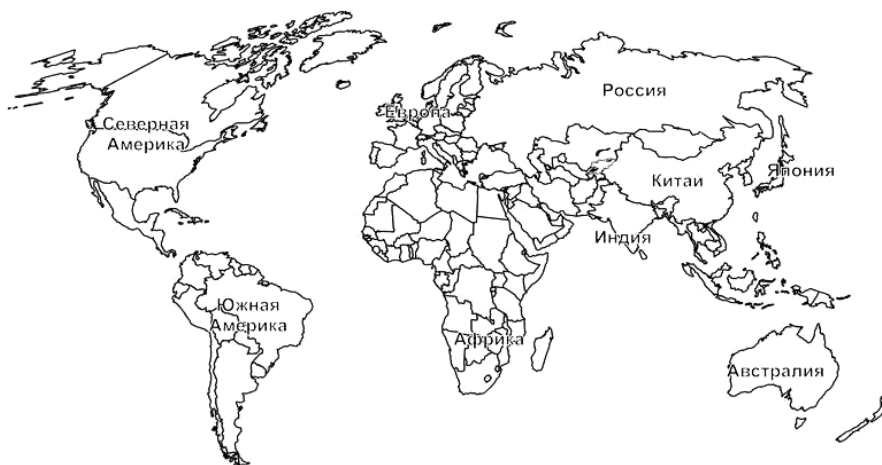 Россия
Европа
Северная
Америка
Китаи
Япония
Индия
Южная
Америка
Африка
Австралия